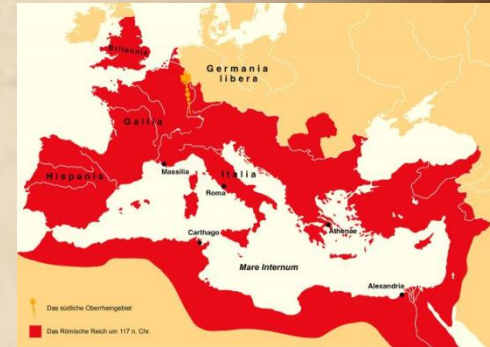 Britannia
Germania
libera
Gallia
Massilia
Italia
Hispania
Roma
Carthago
Athenae
Mare Internum
Alexandria
Das südliche Oberrheingebiet
Das Römische Reich um 117 n. Chr.